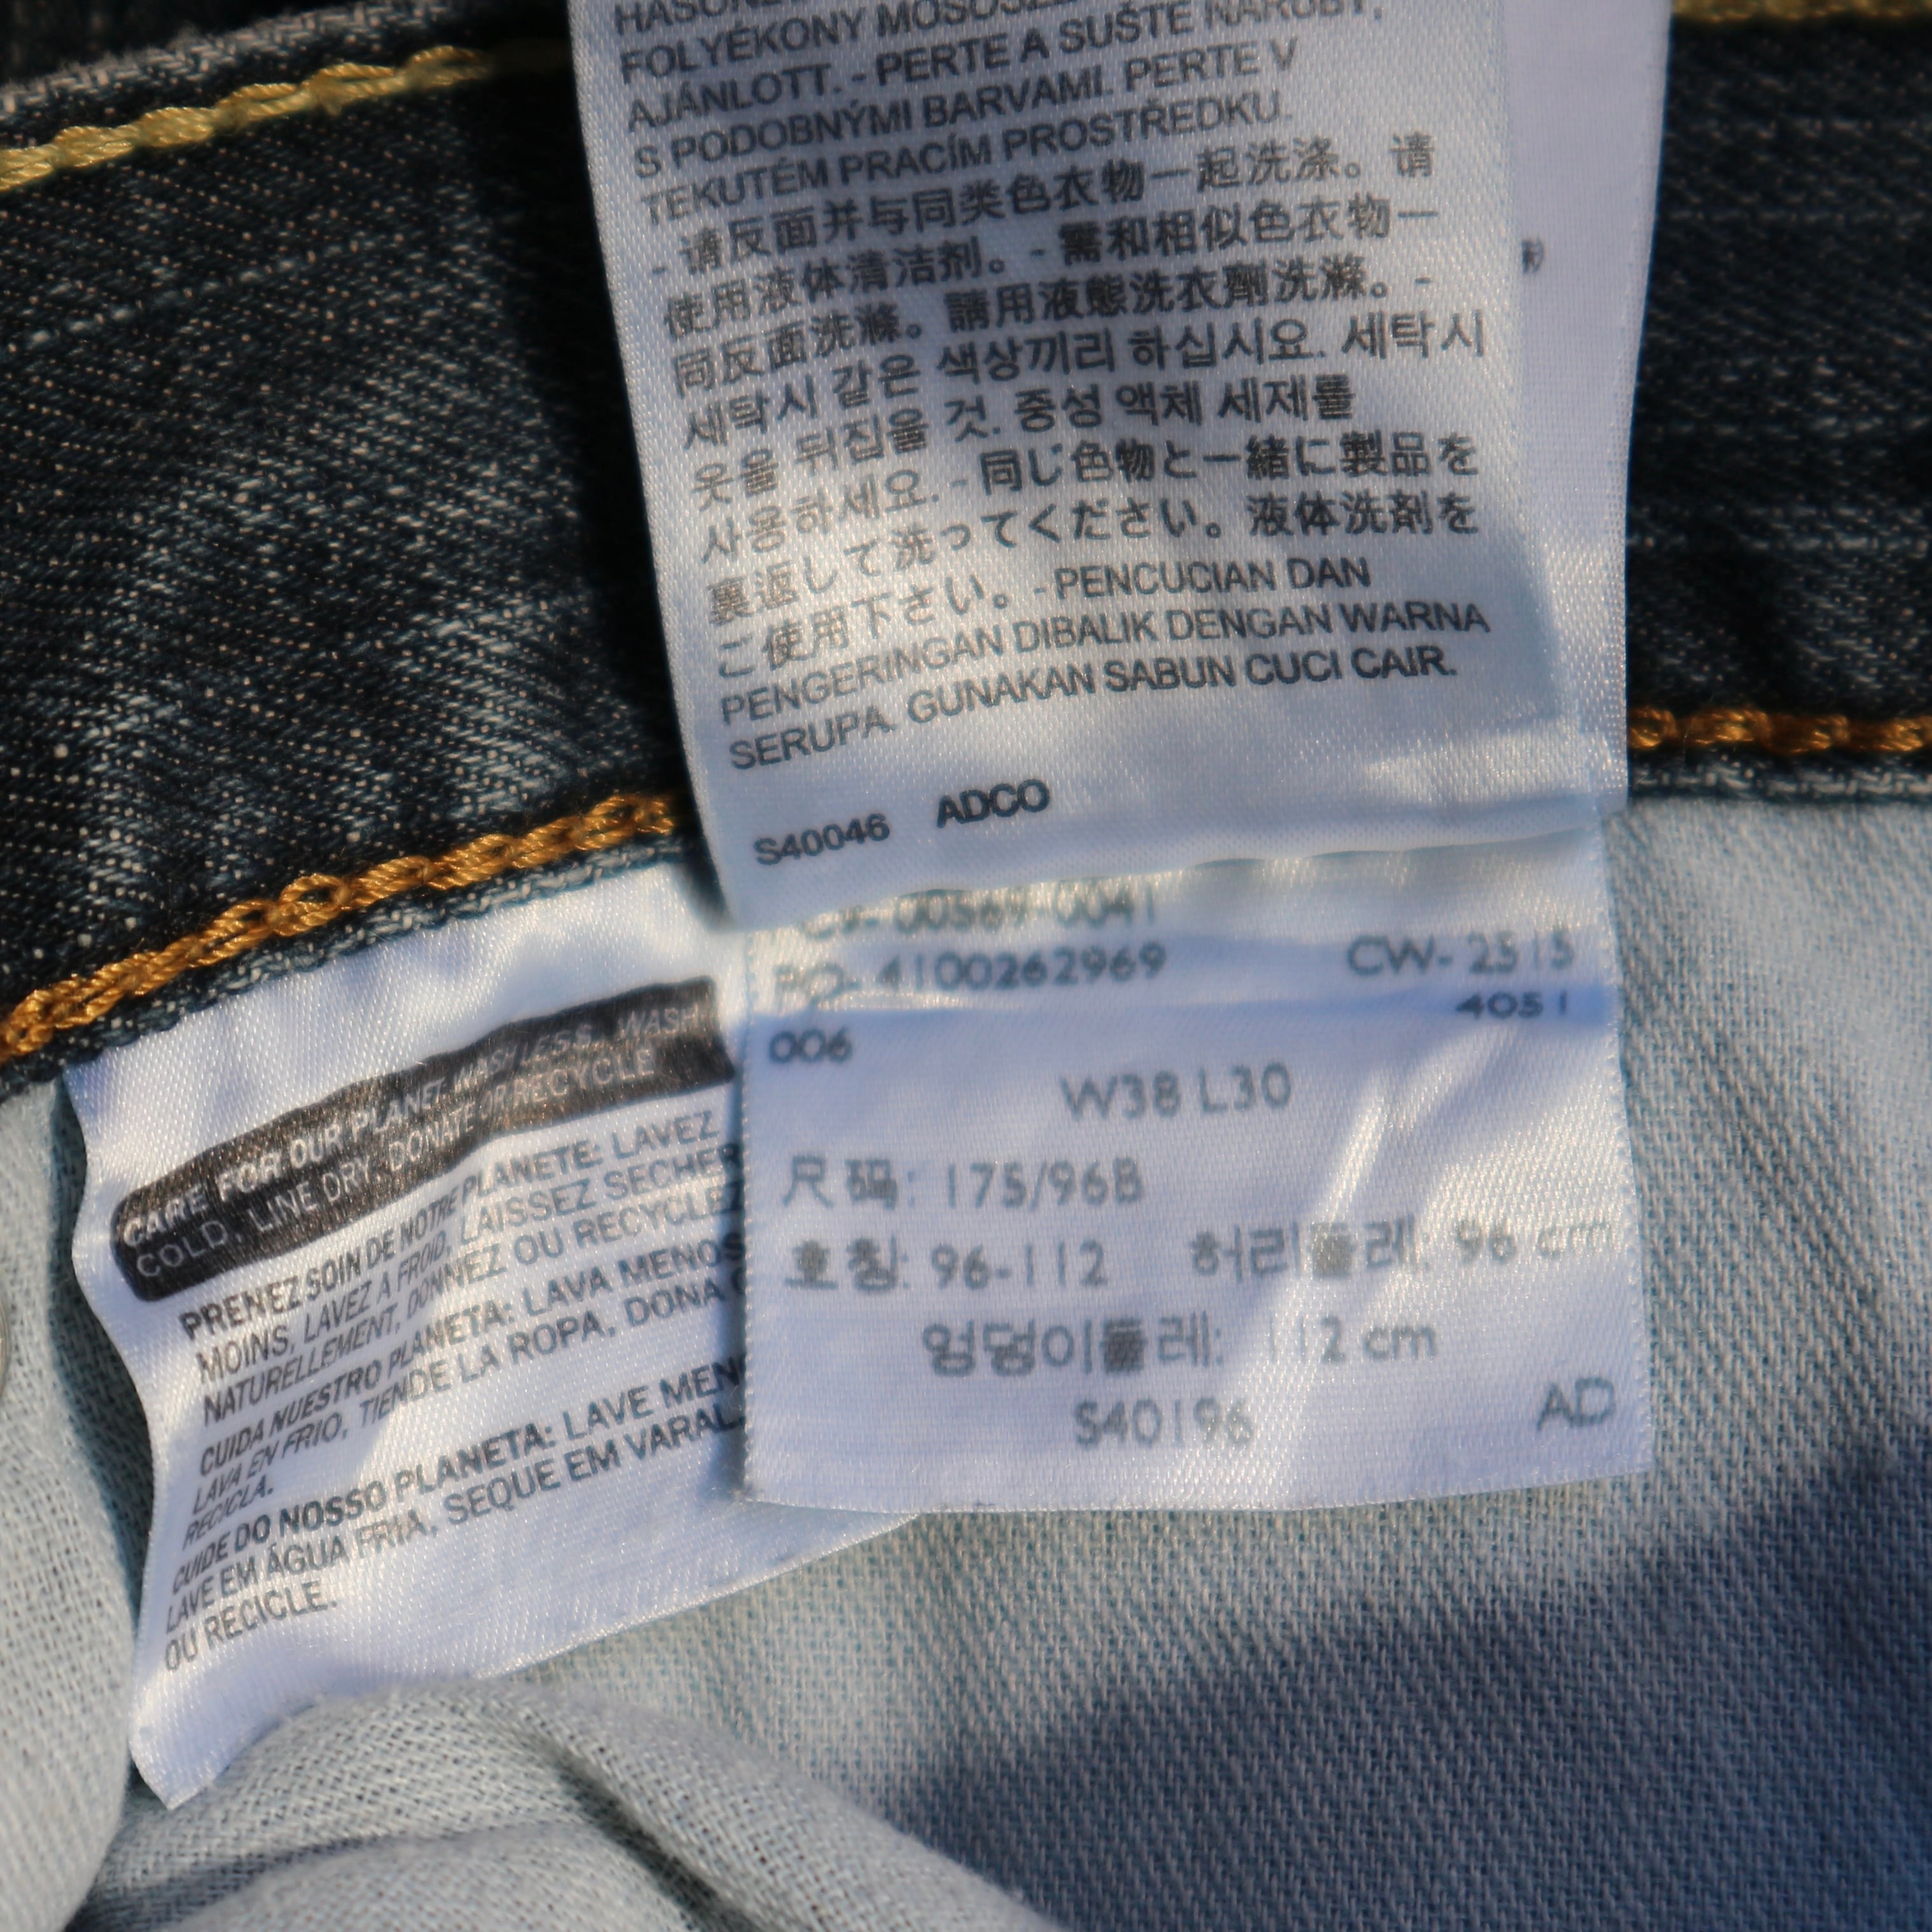 FOLYÉKONY
AJÁNLOTT. - PERTE A SUŠTE NARUBY,
S PODOBNÝMI BARVAMI. PERTE V
TEKUTÉM PRACÍM PROSTŘEDKU.
- 请反面并与同类色衣物一起洗涤。请
使用液体清洁剂。- 需和相似色衣物一
同反面洗滌。請用液態洗衣劑洗滌。-
세탁시 같은 색상끼리 하십시요. 세탁시
옷을 뒤집을 것. 중성 액체 세제를
사용하세요. - 同じ色物と一緒に製品を
裏返して洗ってください。液体洗剤を
ご使用下さい。- PENCUCIAN DAN
PENGERINGAN DIBALIK DENGAN WARNA
SERUPA. GUNAKAN SABUN CUCI CAIR.
S40046 ADCO
00569-0041
PO- 4100262969 CW- 2515
4051
006
W38 L30
尺码: 175/96B
호칭: 96-112 허리둘레: 96 cm
엉덩이둘레: 112 cm
S40196 AD
CARE FOR OUR PLANET: WASH LESS, WASH
COLD, LINE DRY, DONATE OR RECYCLE
PRENEZ SOIN DE NOTRE PLANETE: LAVEZ
MOINS, LAVEZ A FROID, LAISSEZ SECHER
NATURELLEMENT, DONNEZ OU RECYCLEZ
CUIDA NUESTRO PLANETA: LAVA MENOS
LAVA EN FRIO, TIENDE LA ROPA, DONA
RECICLA.
CUIDE DO NOSSO PLANETA: LAVE MEN
LAVE EM ÁGUA FRIA, SEQUE EM VARAL
OU RECICLE.